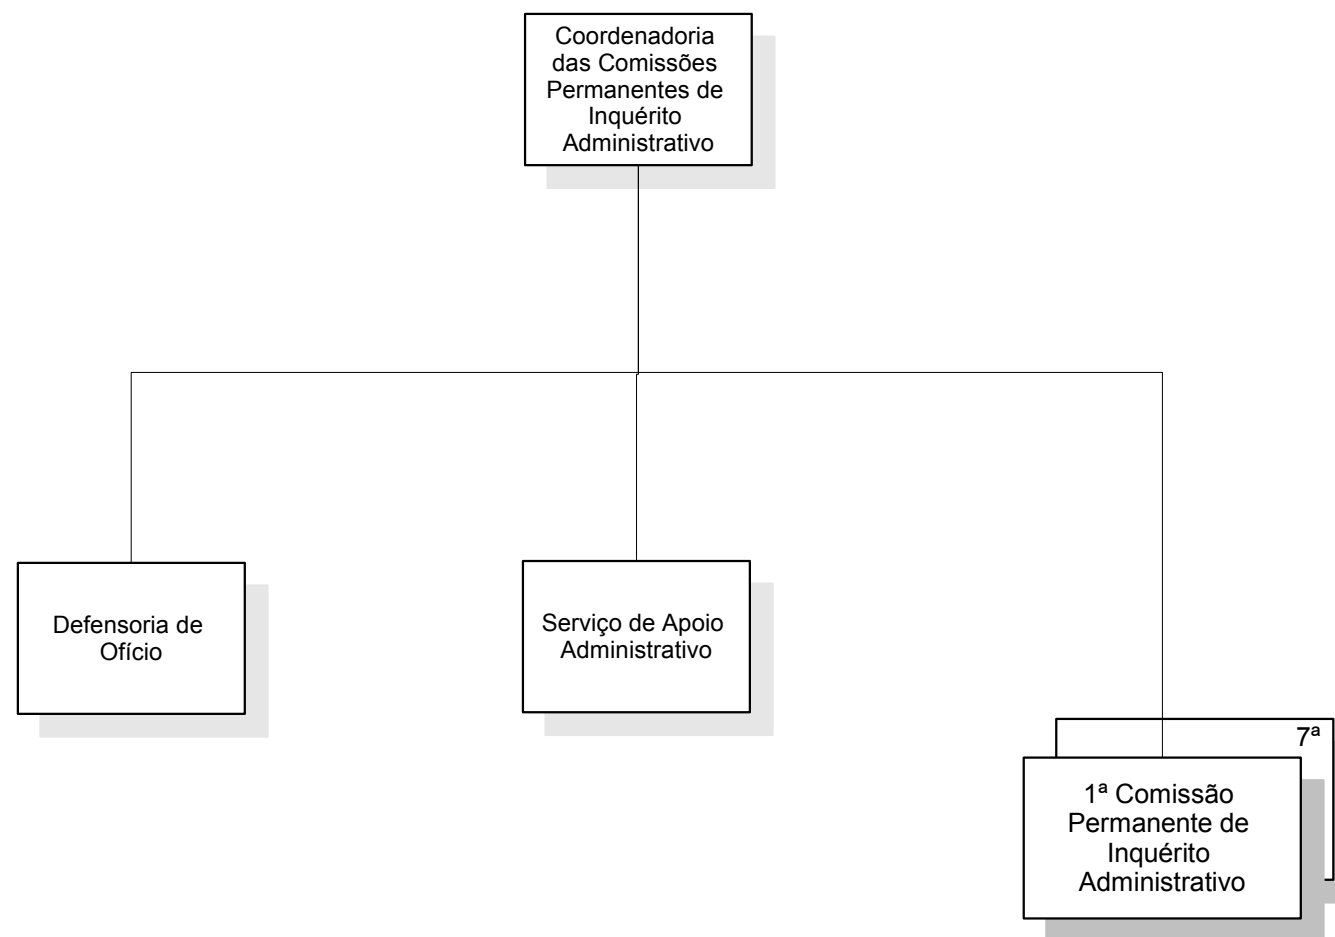 Coordenadoria
das Comissões
Permanentes de
Inquérito
Administrativo
Defensoria de
Ofício
Serviço de Apoio
Administrativo
7ª
1ª Comissão
Permanente de
Inquérito
Administrativo